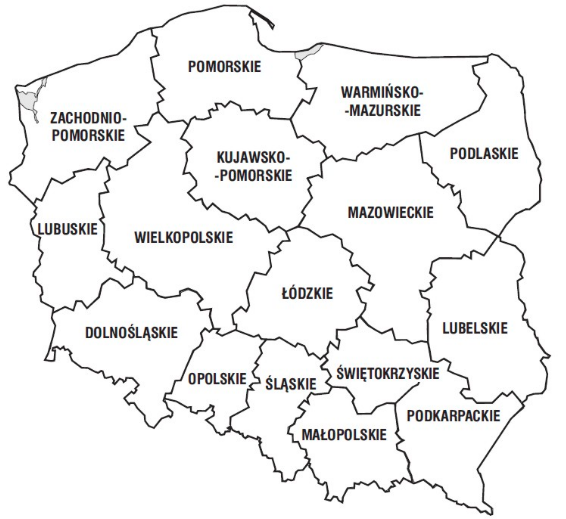 POMORSKIE
WARMIŃSKO-
-MAZURSKIE
ZACHODNIO-
POMORSKIE
KUJAWSKO-
-POMORSKIE
PODLASKIE
MAZOWIECKIE
LUBUSKIE
WIELKOPOLSKIE
ŁÓDZKIE
DOLNOŚLĄSKIE
LUBELSKIE
OPOLSKIE
ŚLĄSKIE
ŚWIĘTOKRZYSKIE
PODKARPACKIE
MAŁOPOLSKIE